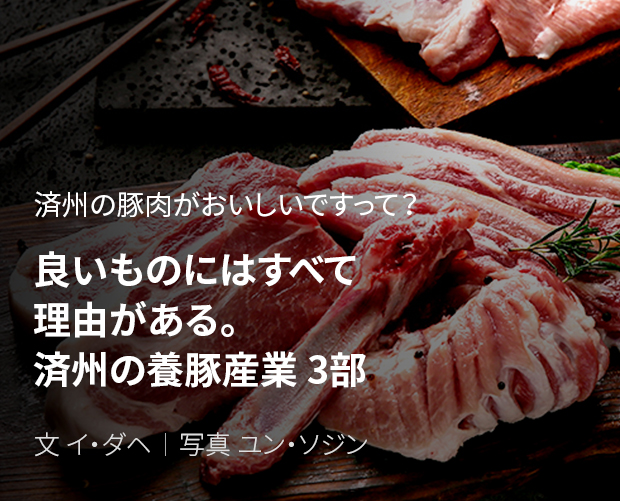 済州の豚肉がおいしいですって?
良いものにはすべて
理由がある。
済州の養豚産業 3部
文 イ・ダヘ｜写真 ユン・ソジン